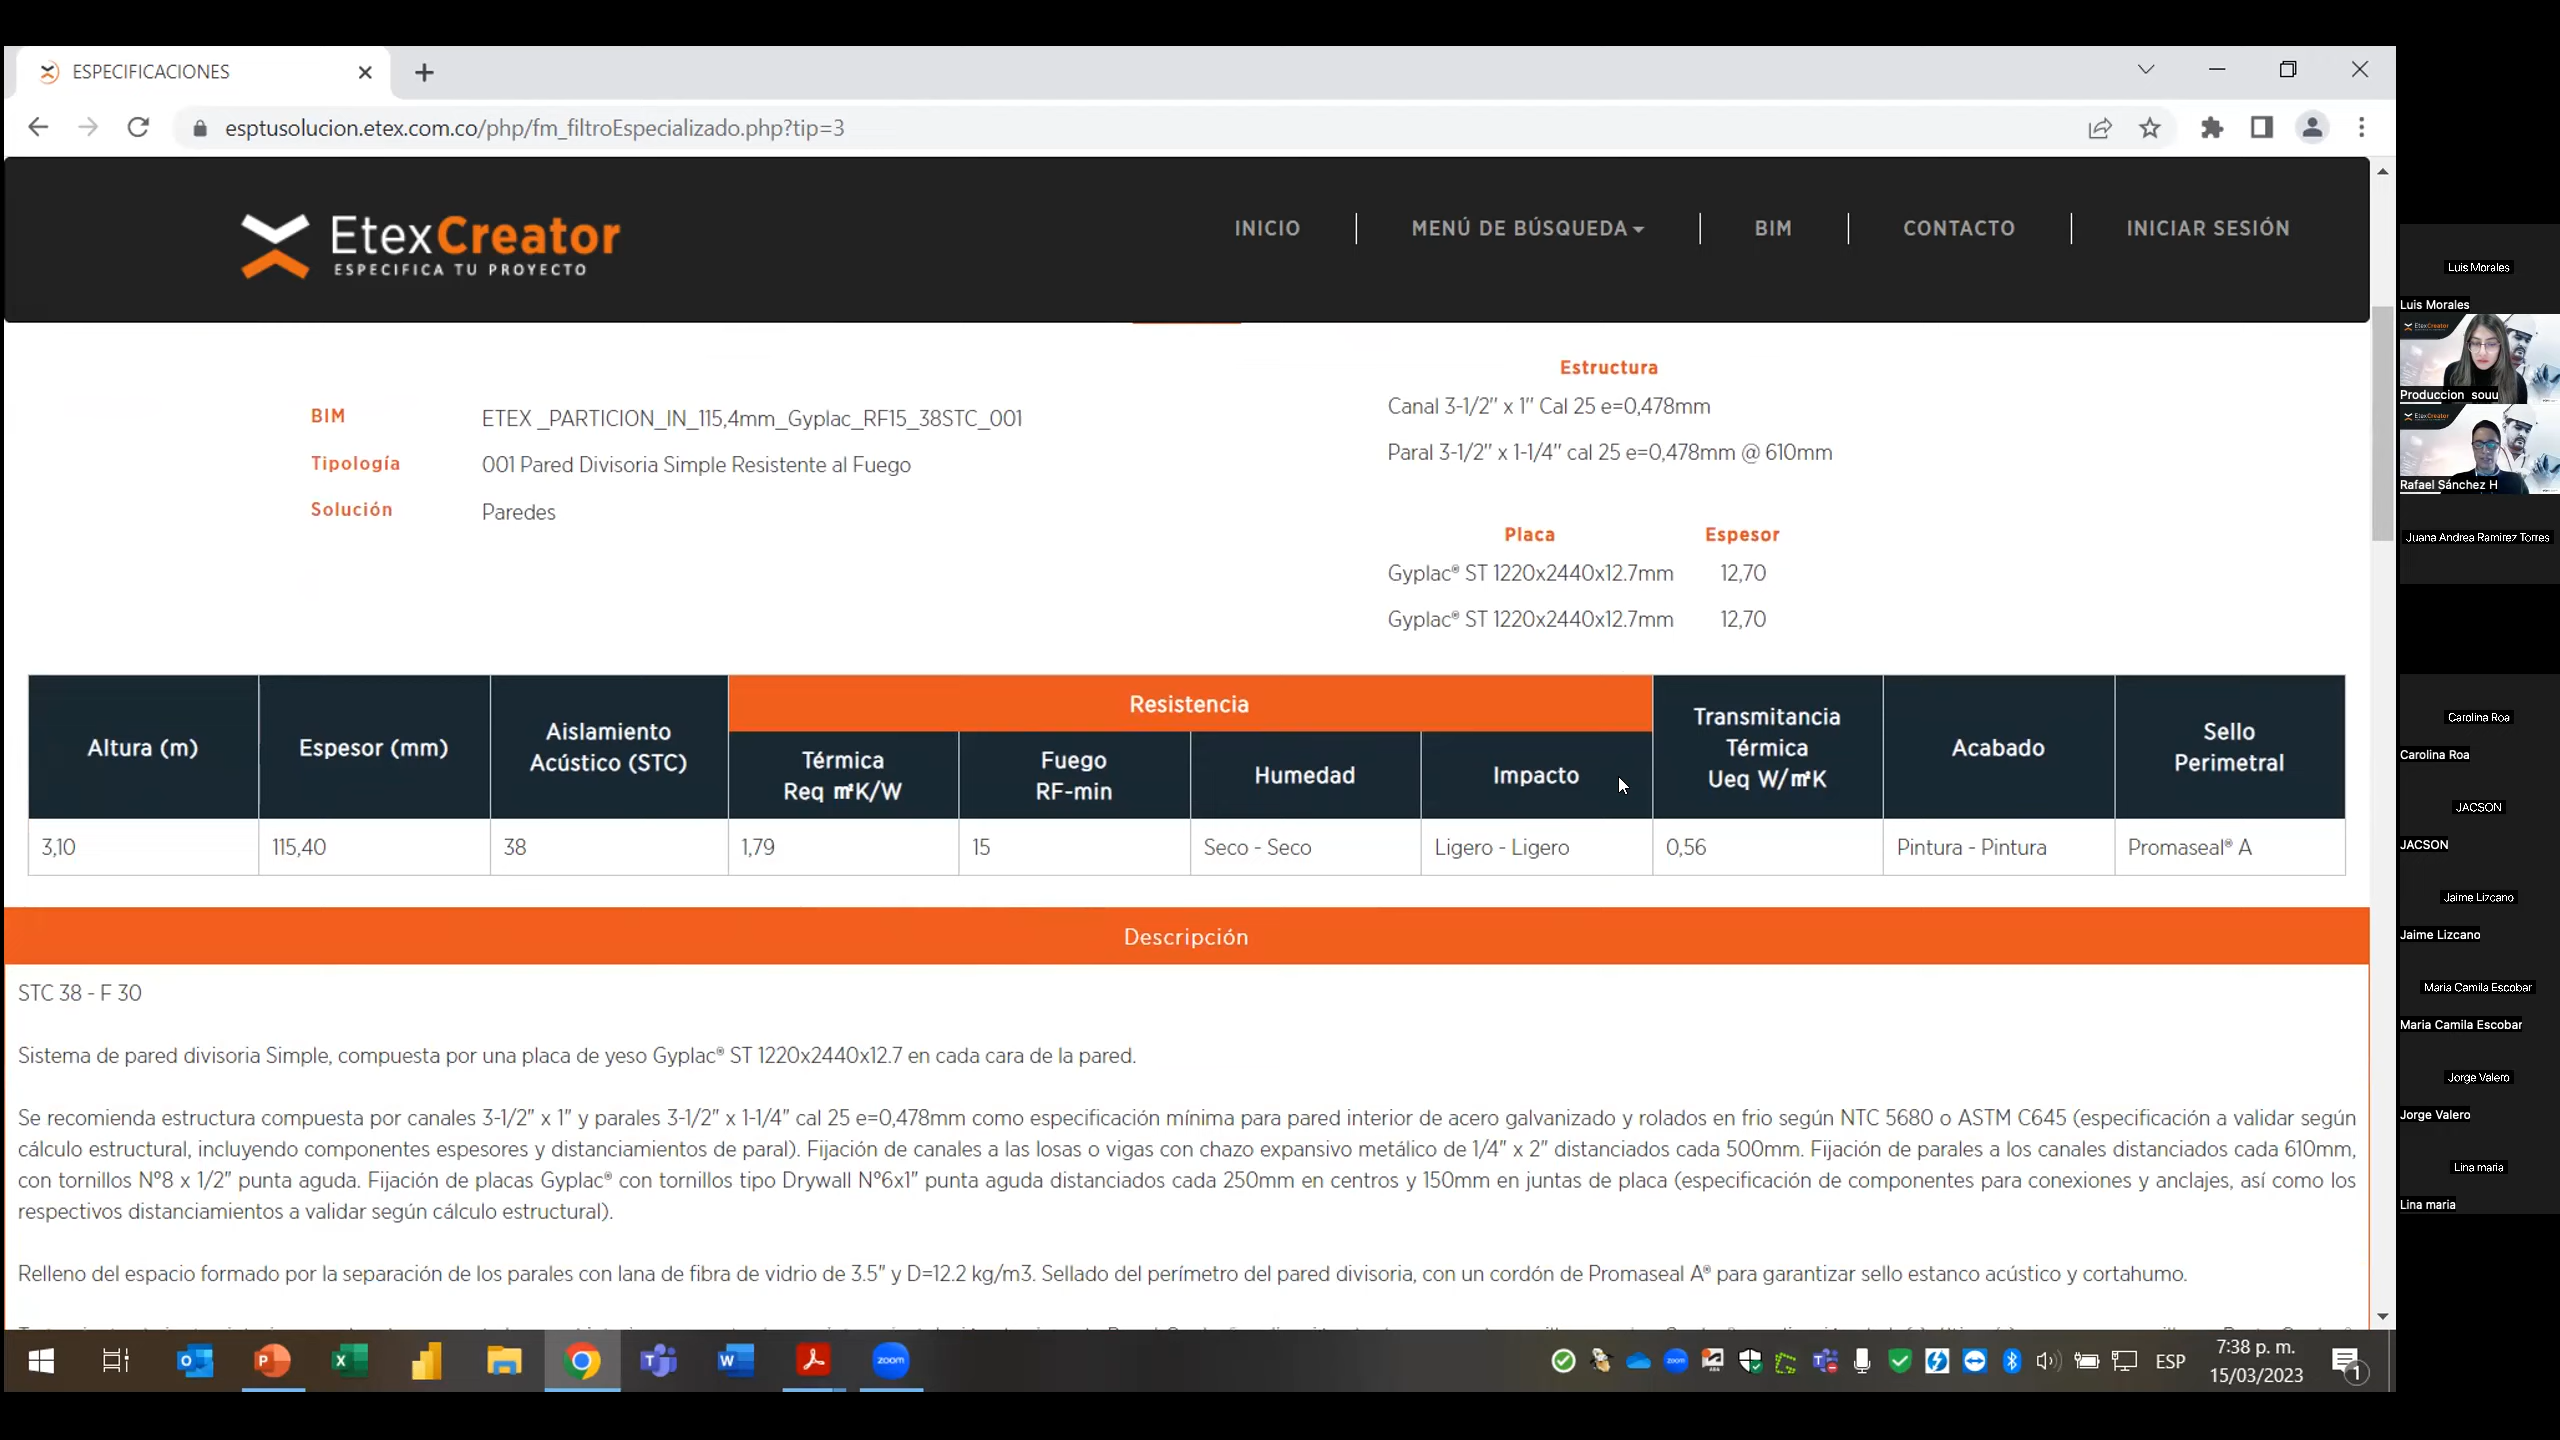 ESPECIFICACIONES
esptusolucion.etex.com.co/php/fm_filtroEspecializado.php?tip=3
EtexCreator
ESPECIFICA TU PROYECTO
INICIO
MENÚ DE BÚSQUEDA
BIM
CONTACTO
INICIAR SESIÓN
BIM ETEX _PARTICION_IN_115,4mm_Gyplac_RF15_38STC_001
Tipología 001 Pared Divisoria Simple Resistente al Fuego
Solución Paredes
Estructura
Canal 3-1/2" x 1" Cal 25 e=0,478mm
Paral 3-1/2" x 1-1/4" cal 25 e=0,478mm @ 610mm
Placa Espesor
Gyplac® ST 1220x2440x12.7mm 12,70
Gyplac® ST 1220x2440x12.7mm 12,70
Altura (m)
Espesor (mm)
Aislamiento
Acústico (STC)
Resistencia
Térmica
Req m²K/W
Fuego
RF-min
Humedad
Impacto
Transmitancia
Térmica
Ueq W/m²K
Acabado
Sello
Perimetral
3,10 115,40 38 1,79 15 Seco - Seco Ligero - Ligero 0,56 Pintura - Pintura Promaseal® A
Descripción
STC 38 - F 30
Sistema de pared divisoria Simple, compuesta por una placa de yeso Gyplac® ST 1220x2440x12.7 en cada cara de la pared.
Se recomienda estructura compuesta por canales 3-1/2" x 1" y parales 3-1/2" x 1-1/4" cal 25 e=0,478mm como especificación mínima para pared interior de acero galvanizado y rolados en frio según NTC 5680 o ASTM C645 (especificación a validar según
cálculo estructural, incluyendo componentes espesores y distanciamientos de paral). Fijación de canales a las losas o vigas con chazo expansivo metálico de 1/4" x 2" distanciados cada 500mm. Fijación de parales a los canales distanciados cada 610mm,
con tornillos Nº8 x 1/2" punta aguda. Fijación de placas Gyplac® con tornillos tipo Drywall Nº6x1" punta aguda distanciados cada 250mm en centros y 150mm en juntas de placa (especificación de componentes para conexiones y anclajes, así como los
respectivos distanciamientos a validar según cálculo estructural).
Relleno del espacio formado por la separación de los parales con lana de fibra de vidrio de 3.5" y D=12.2 kg/m3. Sellado del perímetro del pared divisoria, con un cordón de Promaseal A® para garantizar sello estanco acústico y cortahumo.
zoom
ESP
7:38 p. m.
15/03/2023
1
Luis Morales
Luis Morales
EtexCreator
Produccion_souu
EtexCreator
Rafael Sánchez H
Juana Andrea Ramirez Torres
Carolina Roa
Carolina Roa
JACSON
JACSON
Jaime Lizcano
Jaime Lizcano
Maria Camila Escobar
Maria Camila Escobar
Jorge Valero
Jorge Valero
Lina maria
Lina maria